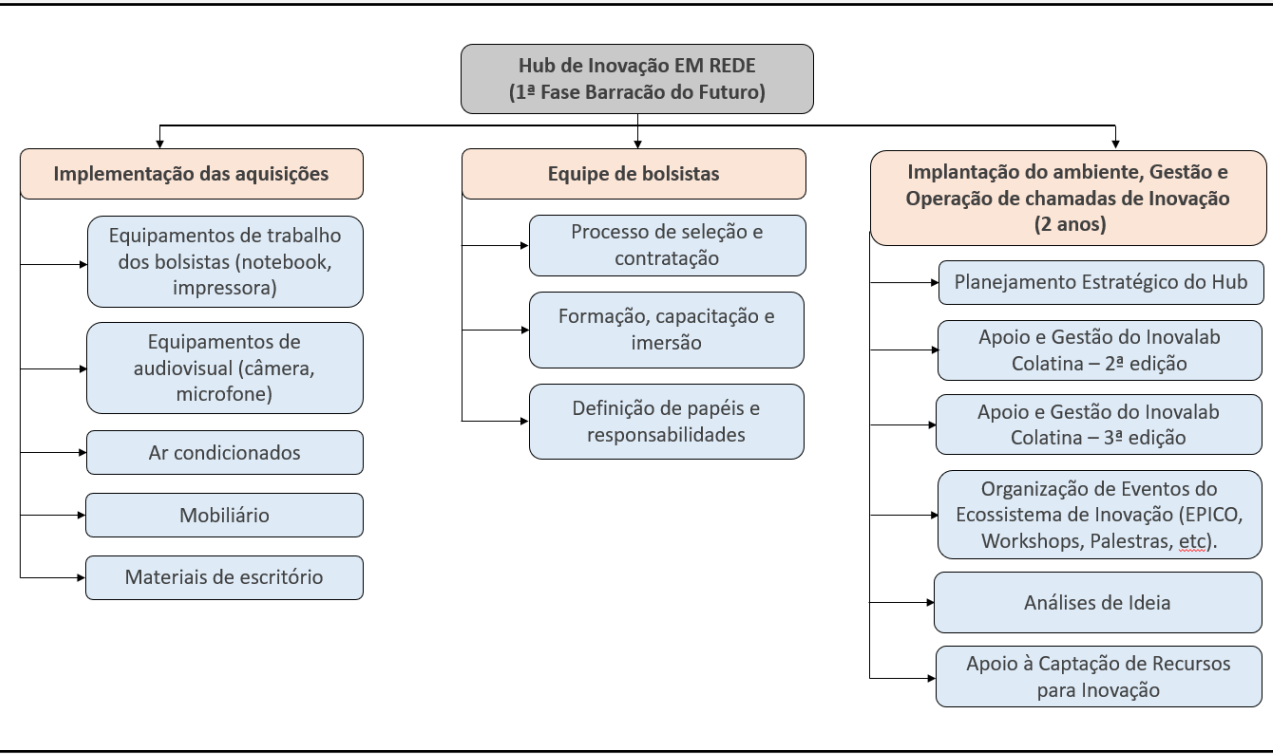 Hub de Inovação EM REDE
(1ª Fase Barracão do Futuro)
Implementação das aquisições
Equipamentos de trabalho
dos bolsistas (notebook,
impressora)
Equipamentos de
audiovisual (câmera,
microfone)
Ar condicionados
Mobiliário
Materiais de escritório
Equipe de bolsistas
Processo de seleção e
contratação
Formação, capacitação e
imersão
Definição de papéis e
responsabilidades
Implantação do ambiente, Gestão e
Operação de chamadas de Inovação
(2 anos)
Planejamento Estratégico do Hub
Apoio e Gestão do Inovalab
Colatina – 2ª edição
Apoio e Gestão do Inovalab
Colatina – 3ª edição
Organização de Eventos do
Ecossistema de Inovação (EPICO,
Workshops, Palestras, etc).
Análises de Ideia
Apoio à Captação de Recursos
para Inovação